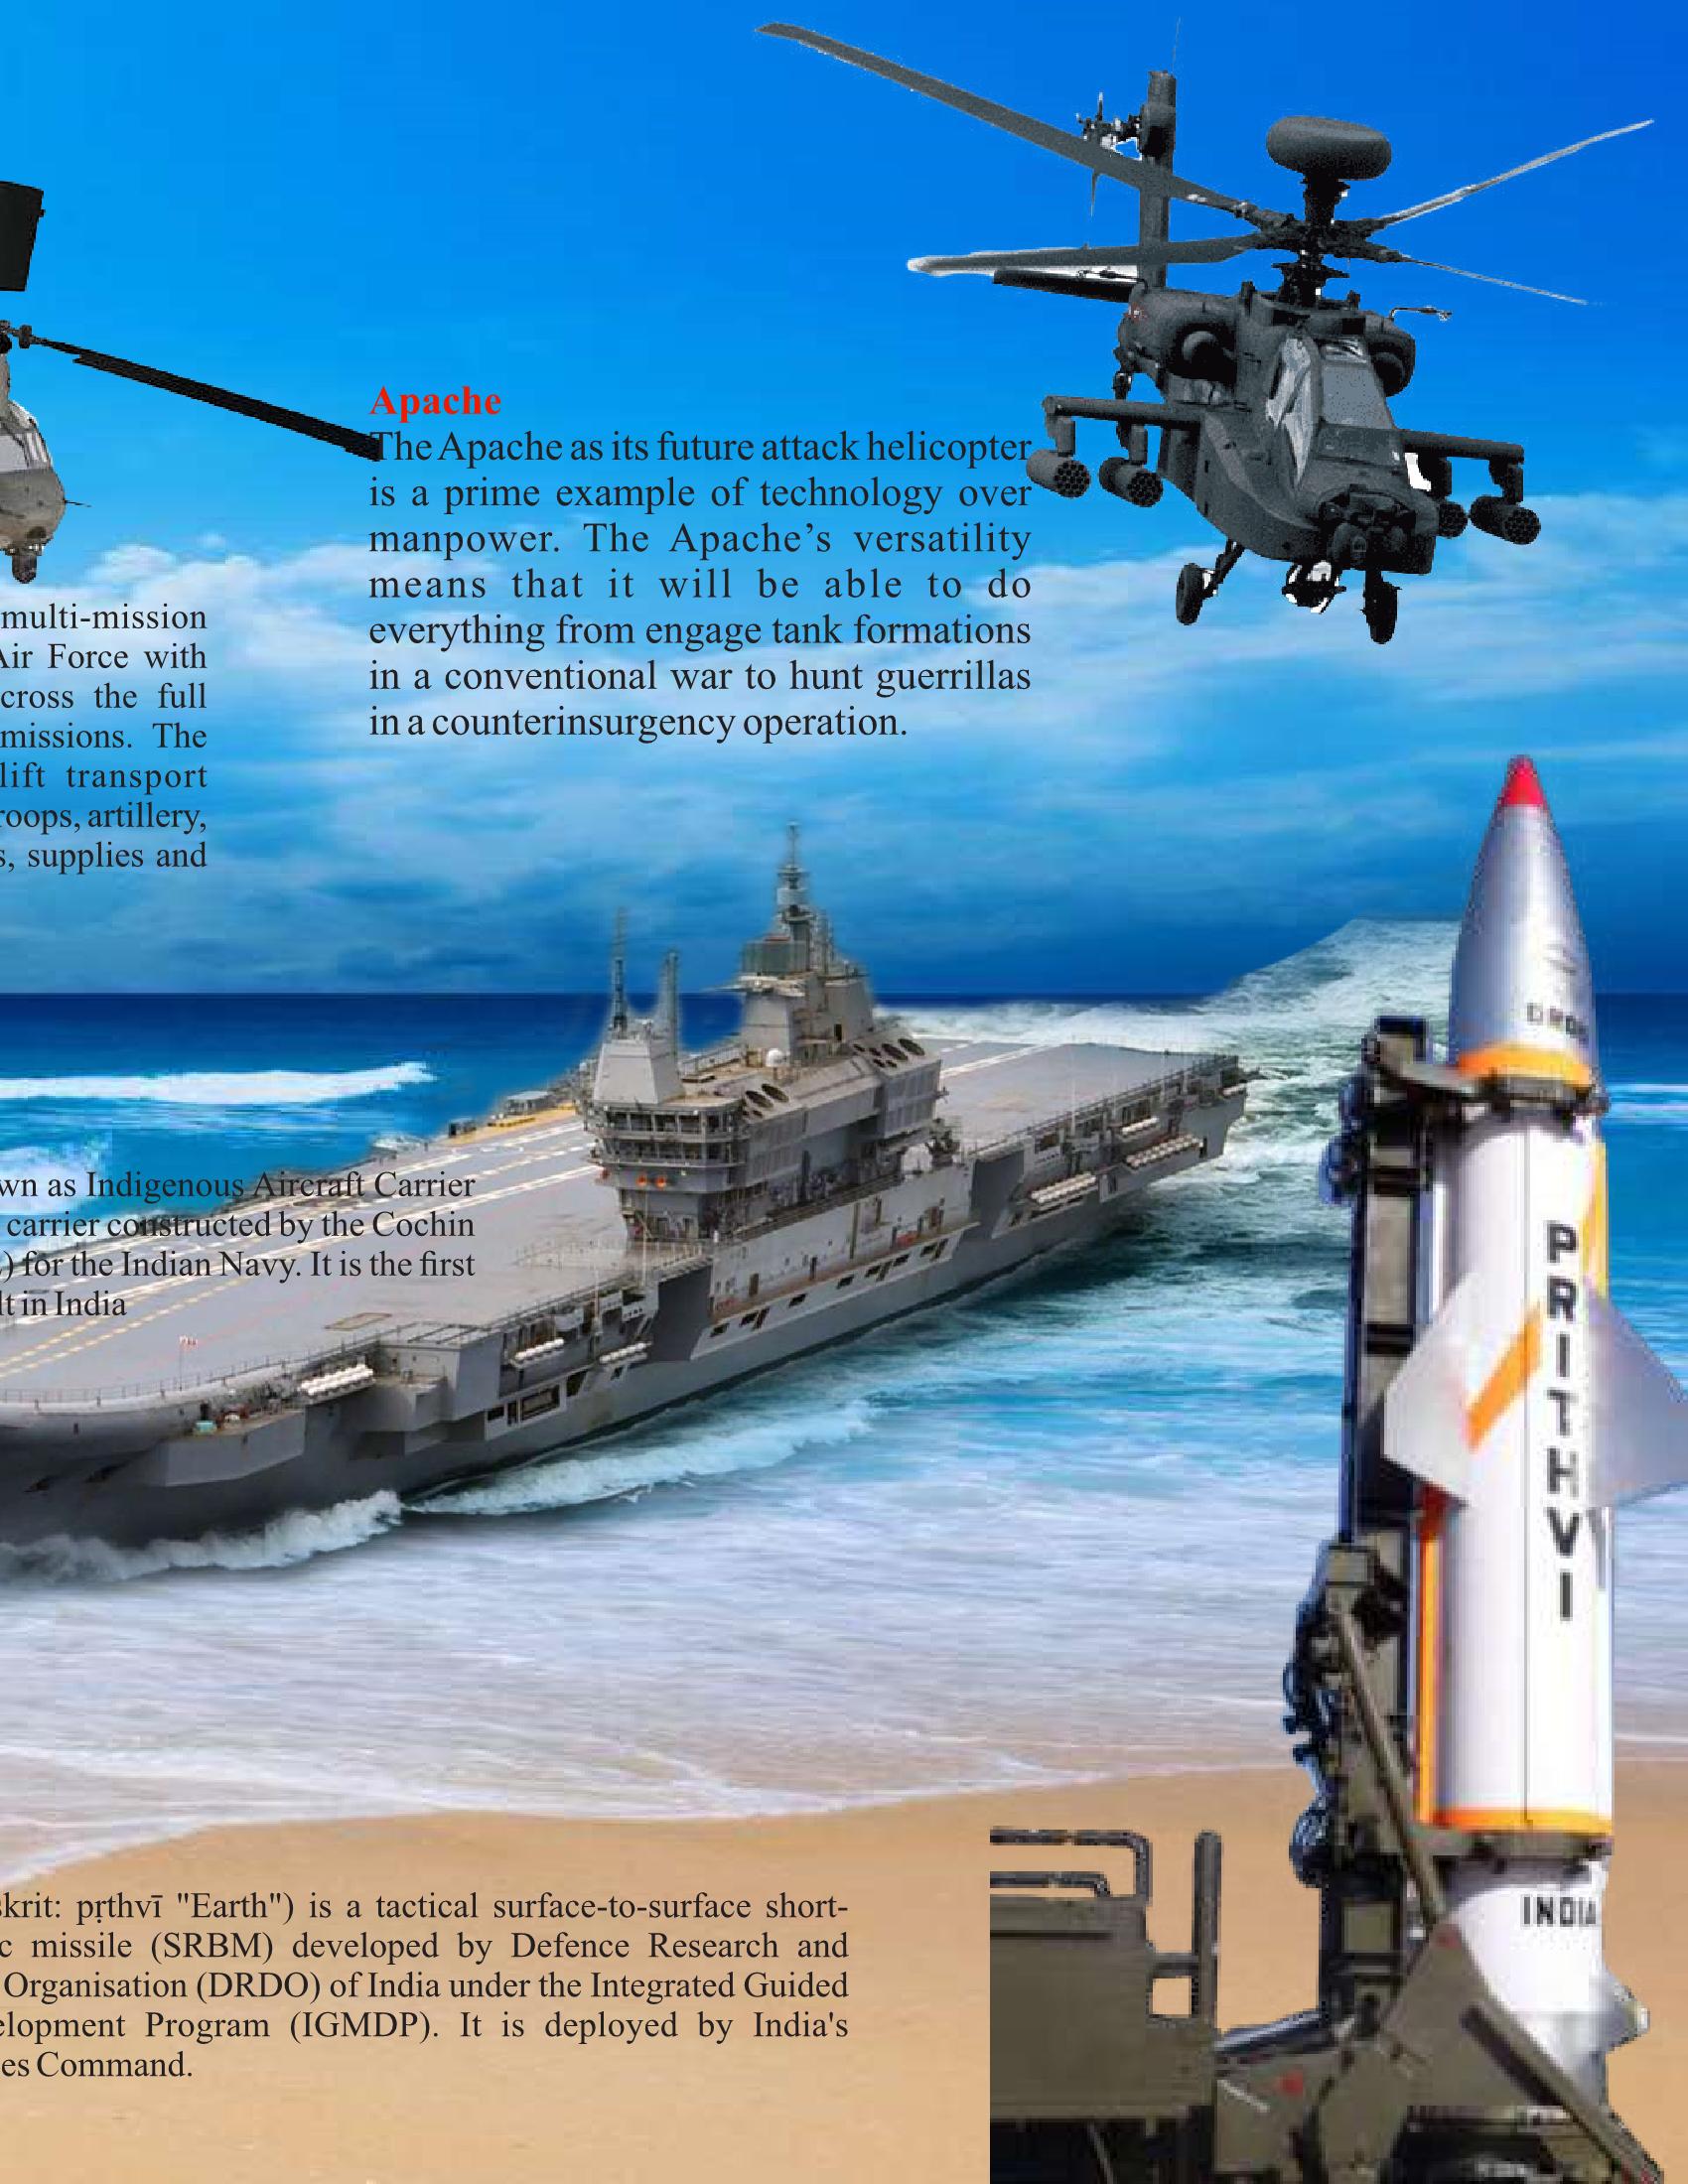 Apache
The Apache as its future attack helicopter
is a prime example of technology over
manpower. The Apache’s versatility
means that it will be able to do
everything from engage tank formations
in a conventional war to hunt guerrillas
in a counterinsurgency operation.
multi-mission
Air Force with
cross the full
missions. The
lift transport
roops, artillery,
s, supplies and
wn as Indigenous Aircraft Carrier
carrier constructed by the Cochin
) for the Indian Navy. It is the first
lt in India
DRDO
PRITHVI
INDIA
skrit: pṛthvī "Earth") is a tactical surface-to-surface short-
c missile (SRBM) developed by Defence Research and
Organisation (DRDO) of India under the Integrated Guided
elopment Program (IGMDP). It is deployed by India's
es Command.